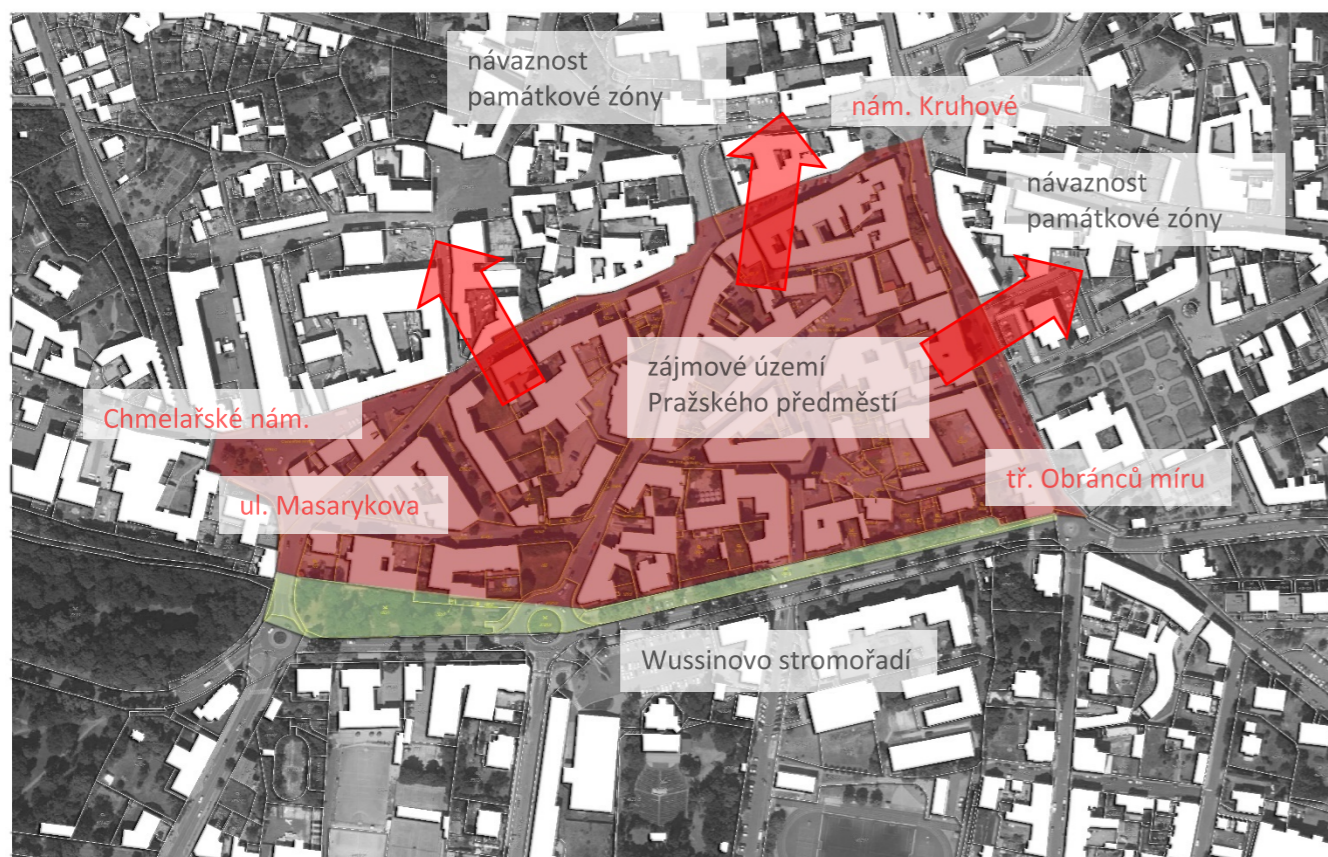 návaznost
památkové zóny
nám. Kruhové
návaznost
památkové zóny
zájmové území
Pražského předměstí
Chmelařské nám.
ul. Masarykova
tř. Obránců míru
Wussinovo stromořadí